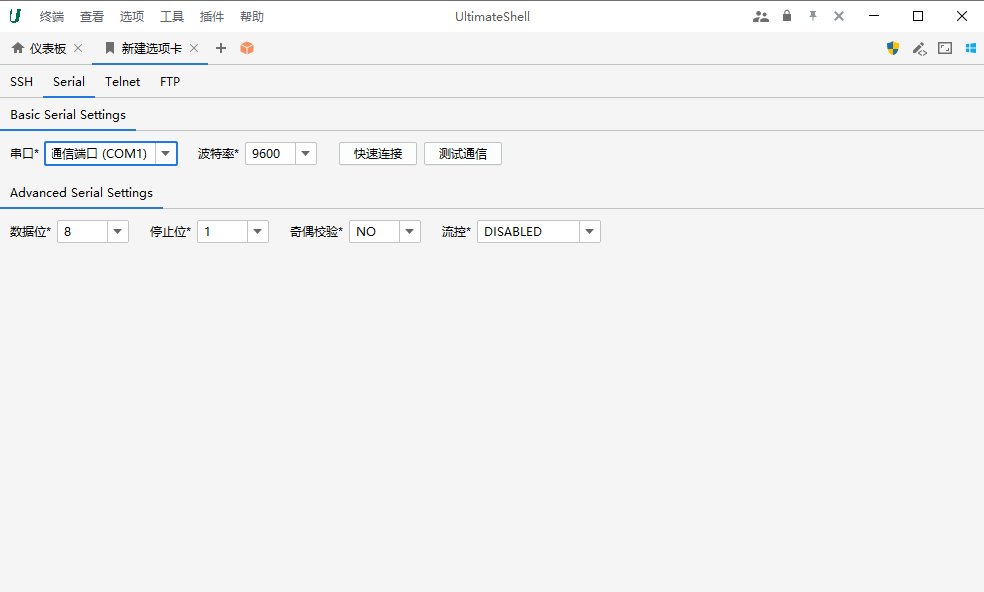 终端 查看 选项 工具 插件 帮助 UltimateShell
仪表板 新建选项卡
SSH Serial Telnet FTP
Basic Serial Settings
串口* 通信端口 (COM1) 波特率* 9600 快速连接 测试通信
Advanced Serial Settings
数据位* 8 停止位* 1 奇偶校验* NO 流控* DISABLED